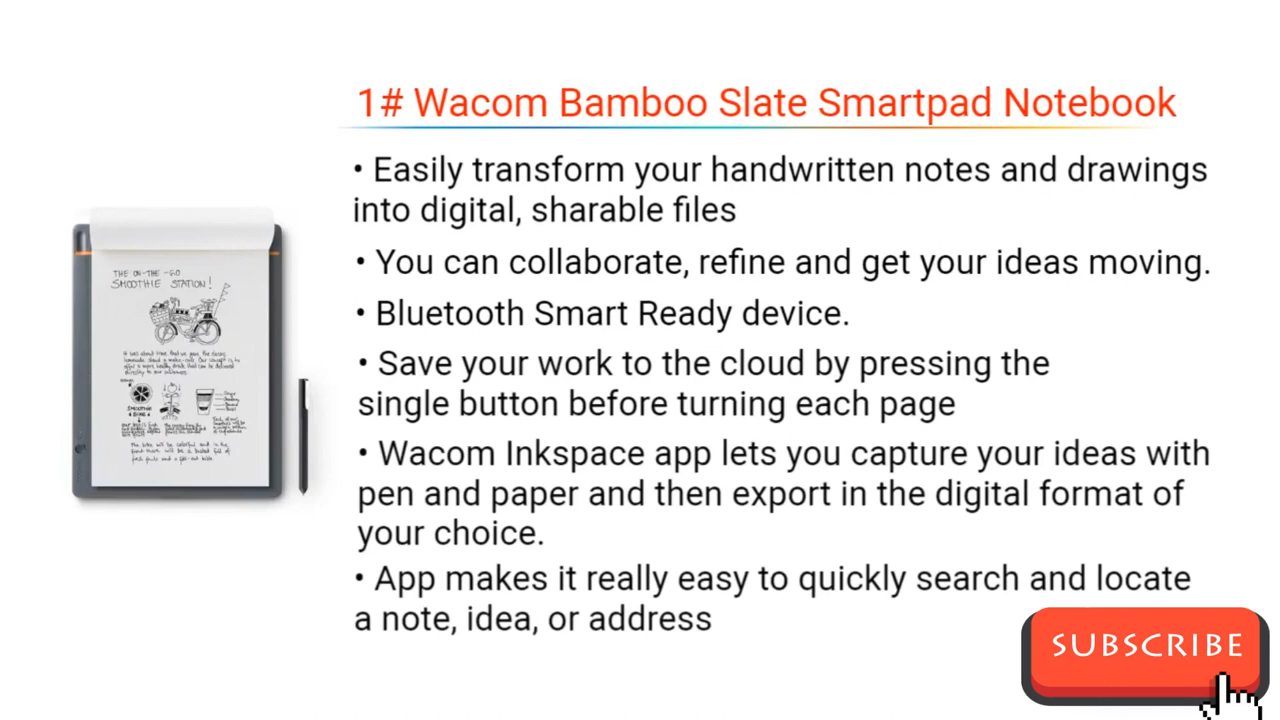 1# Wacom Bamboo Slate Smartpad Notebook
• Easily transform your handwritten notes and drawings
into digital, sharable files
• You can collaborate, refine and get your ideas moving.
• Bluetooth Smart Ready device.
• Save your work to the cloud by pressing the
single button before turning each page
• Wacom Inkspace app lets you capture your ideas with
pen and paper and then export in the digital format of
your choice.
• App makes it really easy to quickly search and locate
a note, idea, or address
THE ON-THE-GO
SMOOTHIE STATION!
SUBSCRIBE